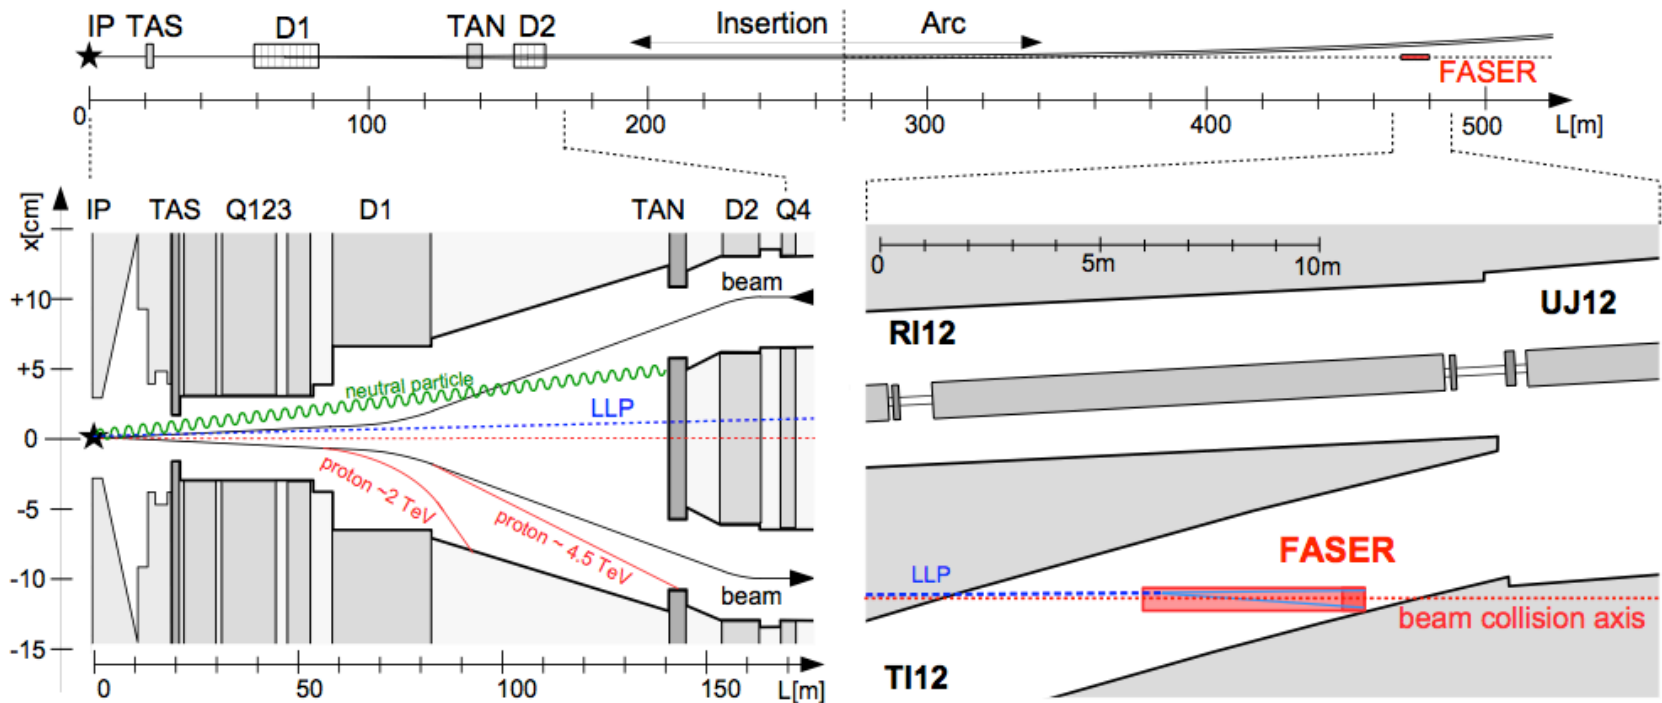 IP TAS D1 TAN D2 Insertion Arc
FASER
0 100 200 300 400 500 L[m]
x[cm]
IP TAS Q123 D1 TAN D2 Q4
beam
+10
+5
neutral particle
LLP
0
proton ~2 TeV
-5
proton ~ 4.5 TeV
-10
beam
-15
0 50 100 150 L[m]
0 5m 10m
UJ12
RI12
FASER
LLP
beam collision axis
TI12